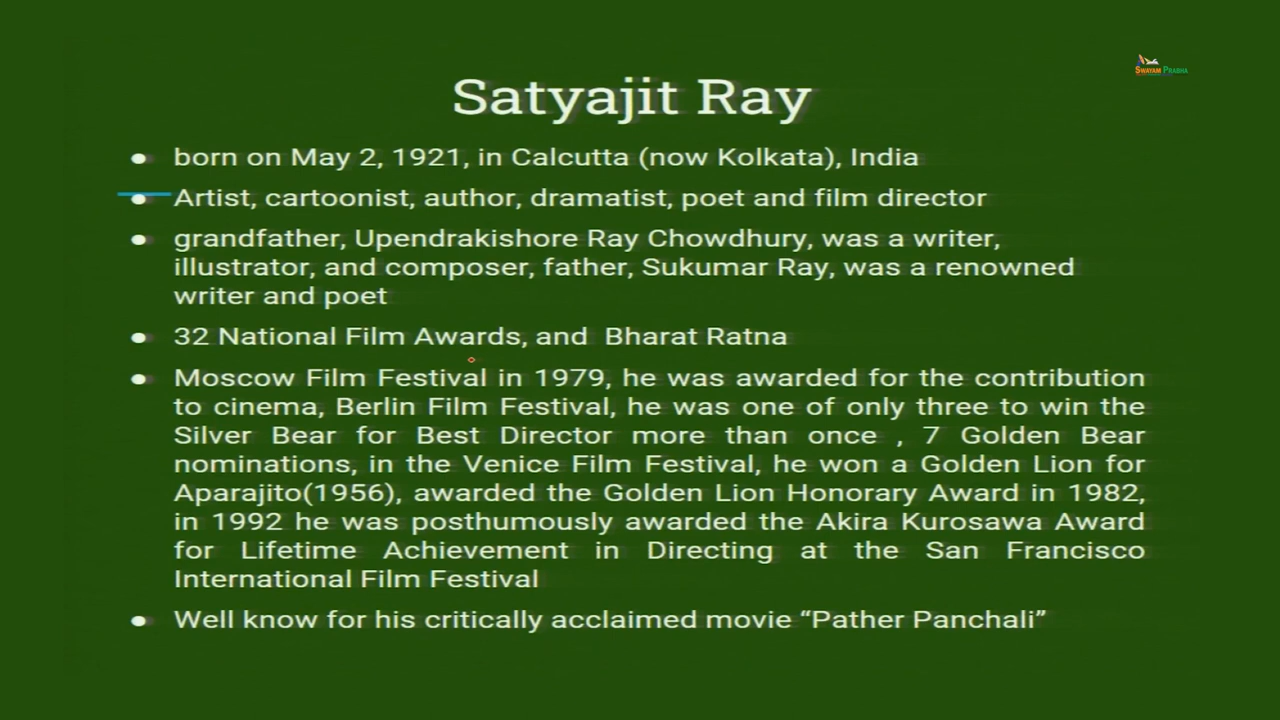 SWAYAM PRABHA
Satyajit Ray
• born on May 2, 1921, in Calcutta (now Kolkata), India
• Artist, cartoonist, author, dramatist, poet and film director
• grandfather, Upendrakishore Ray Chowdhury, was a writer,
illustrator, and composer, father, Sukumar Ray, was a renowned
writer and poet
• 32 National Film Awards, and Bharat Ratna
• Moscow Film Festival in 1979, he was awarded for the contribution
to cinema, Berlin Film Festival, he was one of only three to win the
Silver Bear for Best Director more than once , 7 Golden Bear
nominations, in the Venice Film Festival, he won a Golden Lion for
Aparajito(1956), awarded the Golden Lion Honorary Award in 1982,
in 1992 he was posthumously awarded the Akira Kurosawa Award
for Lifetime Achievement in Directing at the San Francisco
International Film Festival
• Well know for his critically acclaimed movie “Pather Panchali”